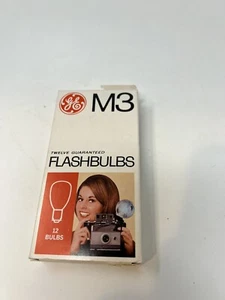 GE M3
TWELVE GUARANTEED
FLASHBULBS
12
BULBS